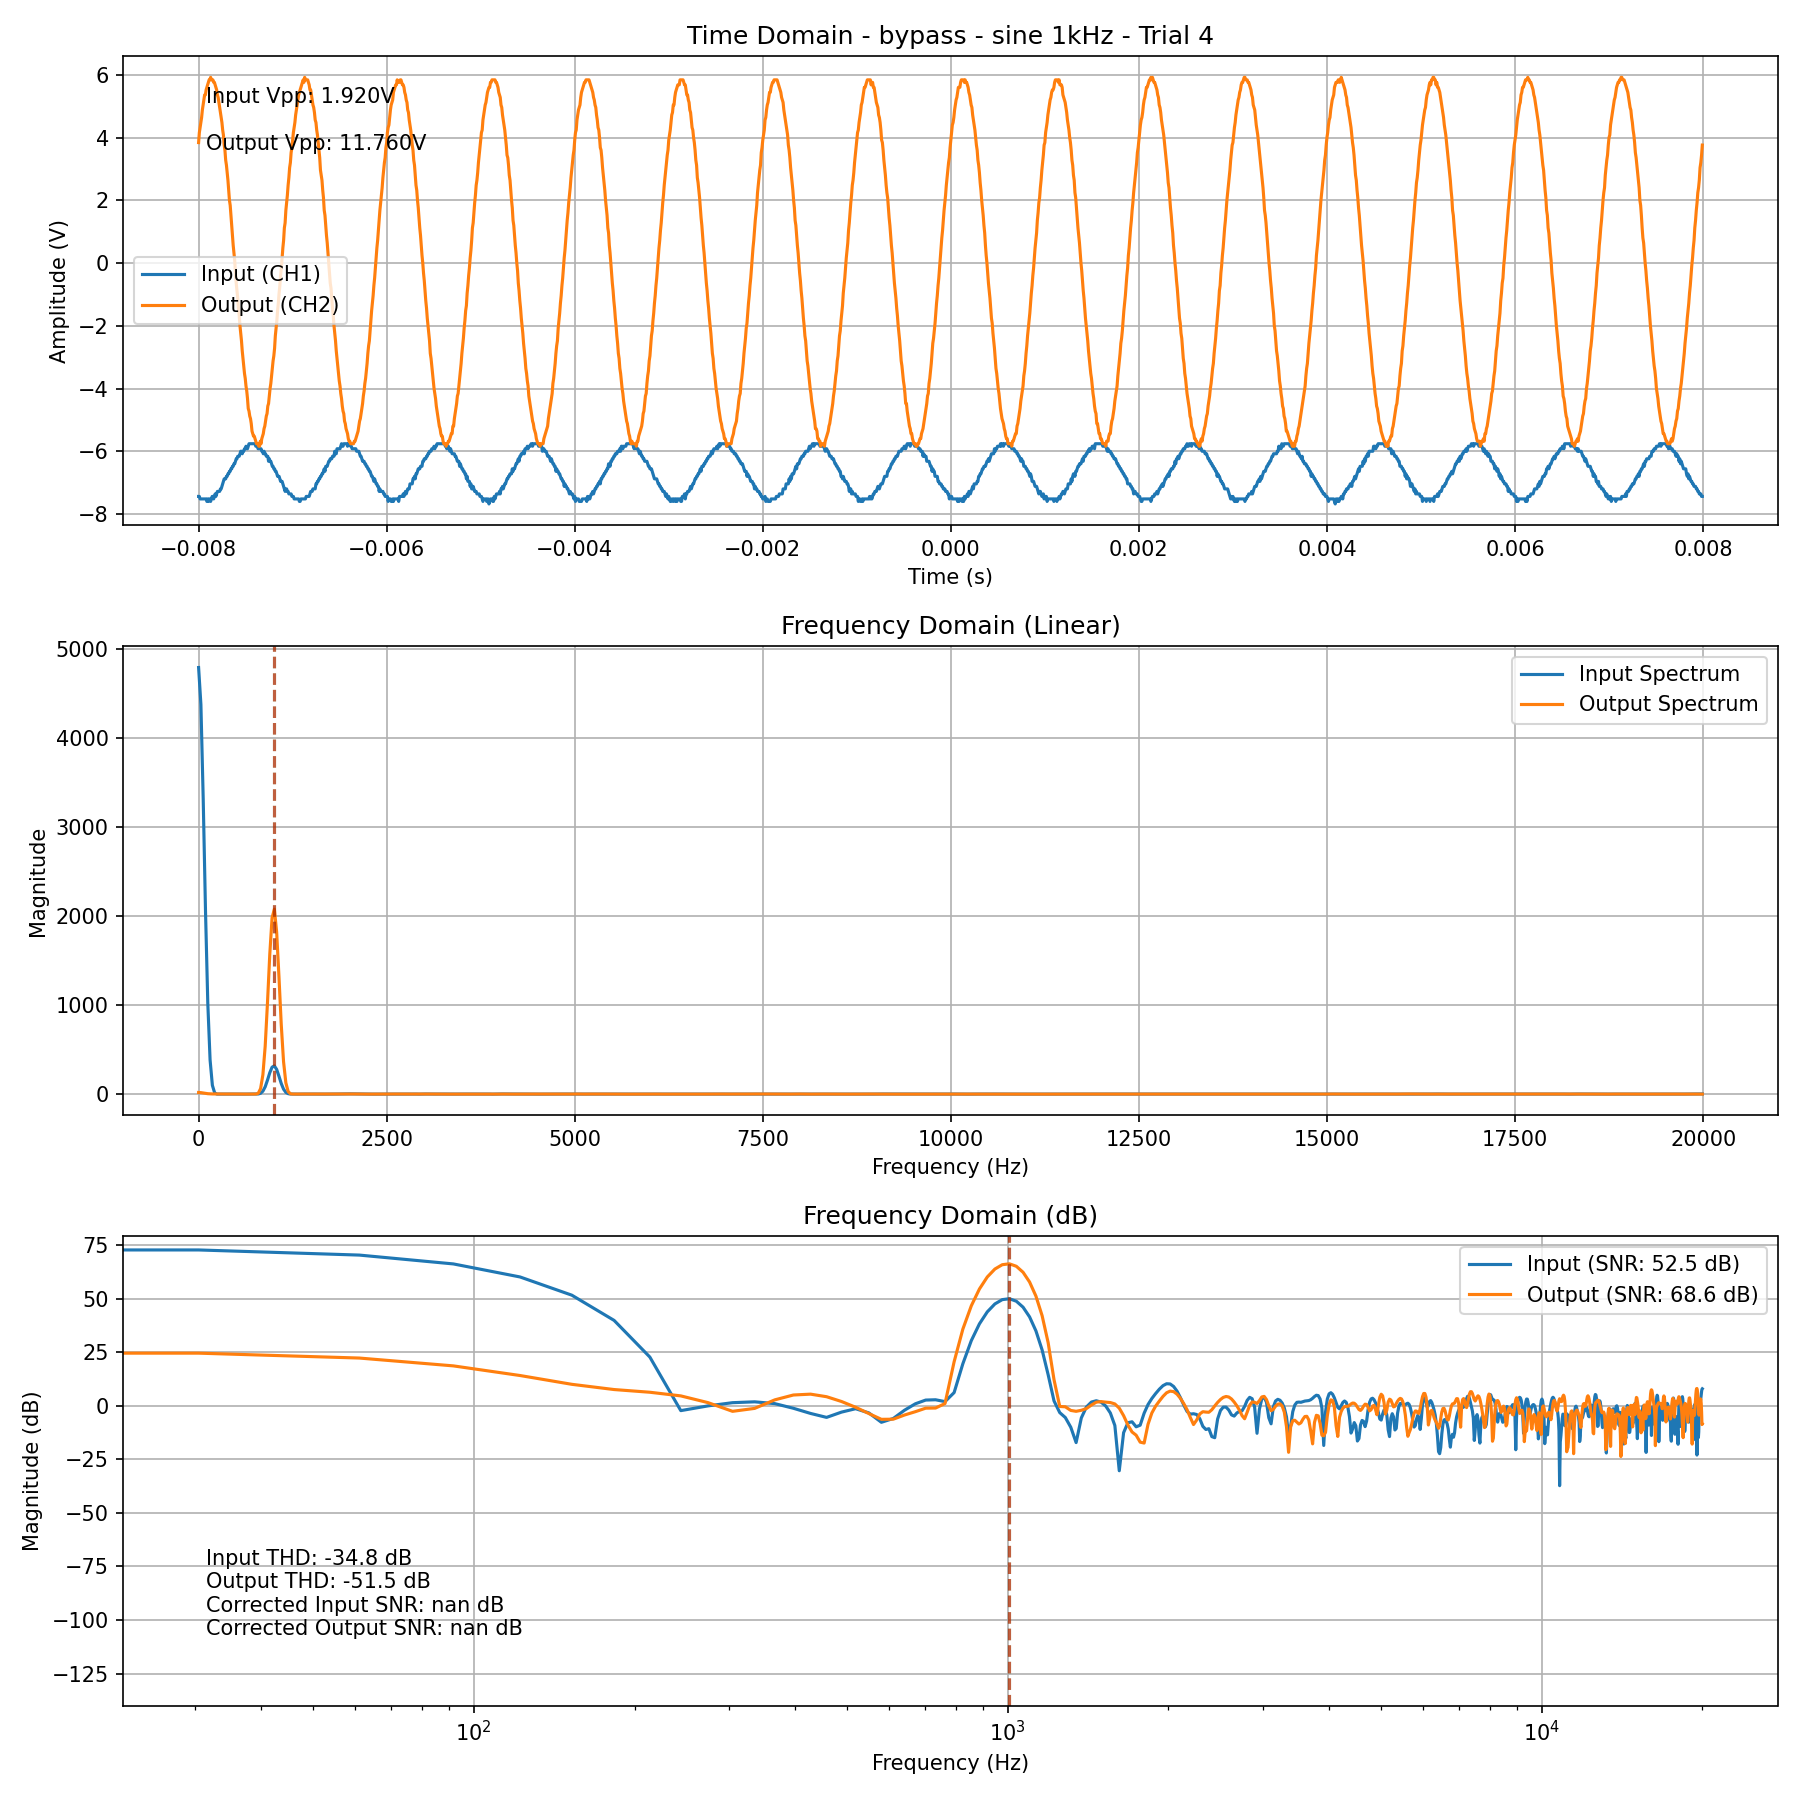 Time Domain - bypass - sine 1kHz - Trial 4
6
4
2
0
−2
−4
−6
−8
Amplitude (V)
Input Vpp: 1.920V
Output Vpp: 11.760V
Input (CH1)
Output (CH2)
−0.008 −0.006 −0.004 −0.002 0.000 0.002 0.004 0.006 0.008
Time (s)
Frequency Domain (Linear)
5000
4000
3000
2000
1000
0
Magnitude
Input Spectrum
Output Spectrum
0 2500 5000 7500 10000 12500 15000 17500 20000
Frequency (Hz)
Frequency Domain (dB)
75
50
25
0
−25
−50
−75
−100
−125
Magnitude (dB)
Input (SNR: 52.5 dB)
Output (SNR: 68.6 dB)
Input THD: -34.8 dB
Output THD: -51.5 dB
Corrected Input SNR: nan dB
Corrected Output SNR: nan dB
10² 10³ 10⁴
Frequency (Hz)